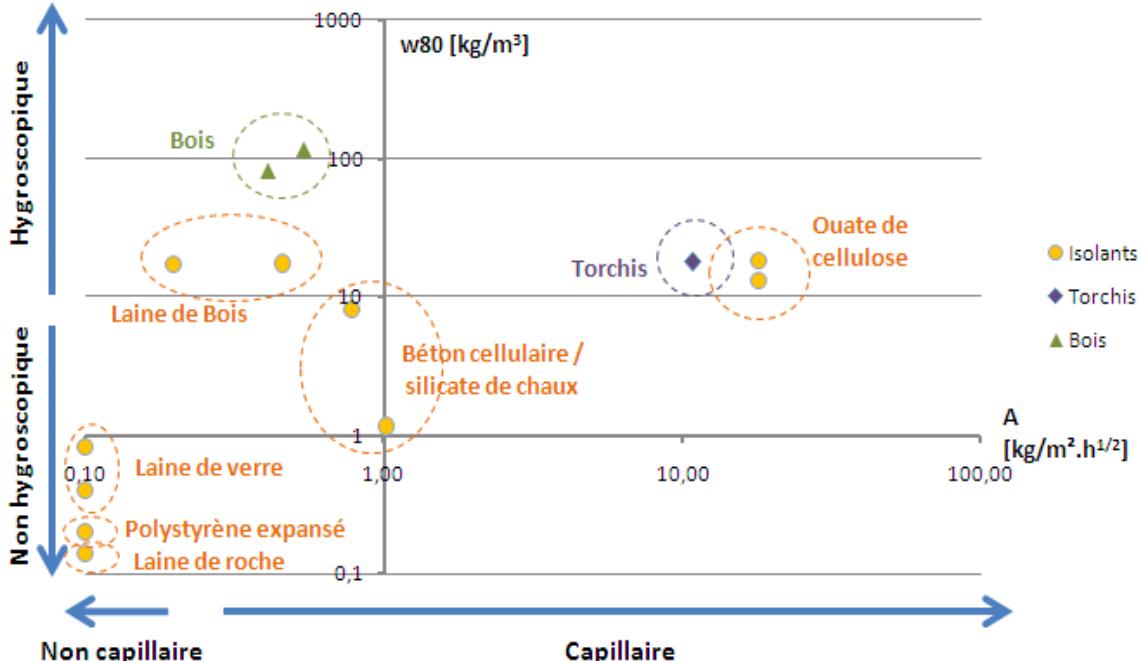 1000
w80 [kg/m³]
Hygroscopique
Bois
100
Ouate de
cellulose
Torchis
Isolants
Torchis
Bois
10
Laine de Bois
Béton cellulaire /
silicate de chaux
Non hygroscopique
1
A
[kg/m².h1/2]
0,10
1,00
10,00
100,00
Laine de verre
Polystyrène expansé
Laine de roche
0,1
Non capillaire
Capillaire